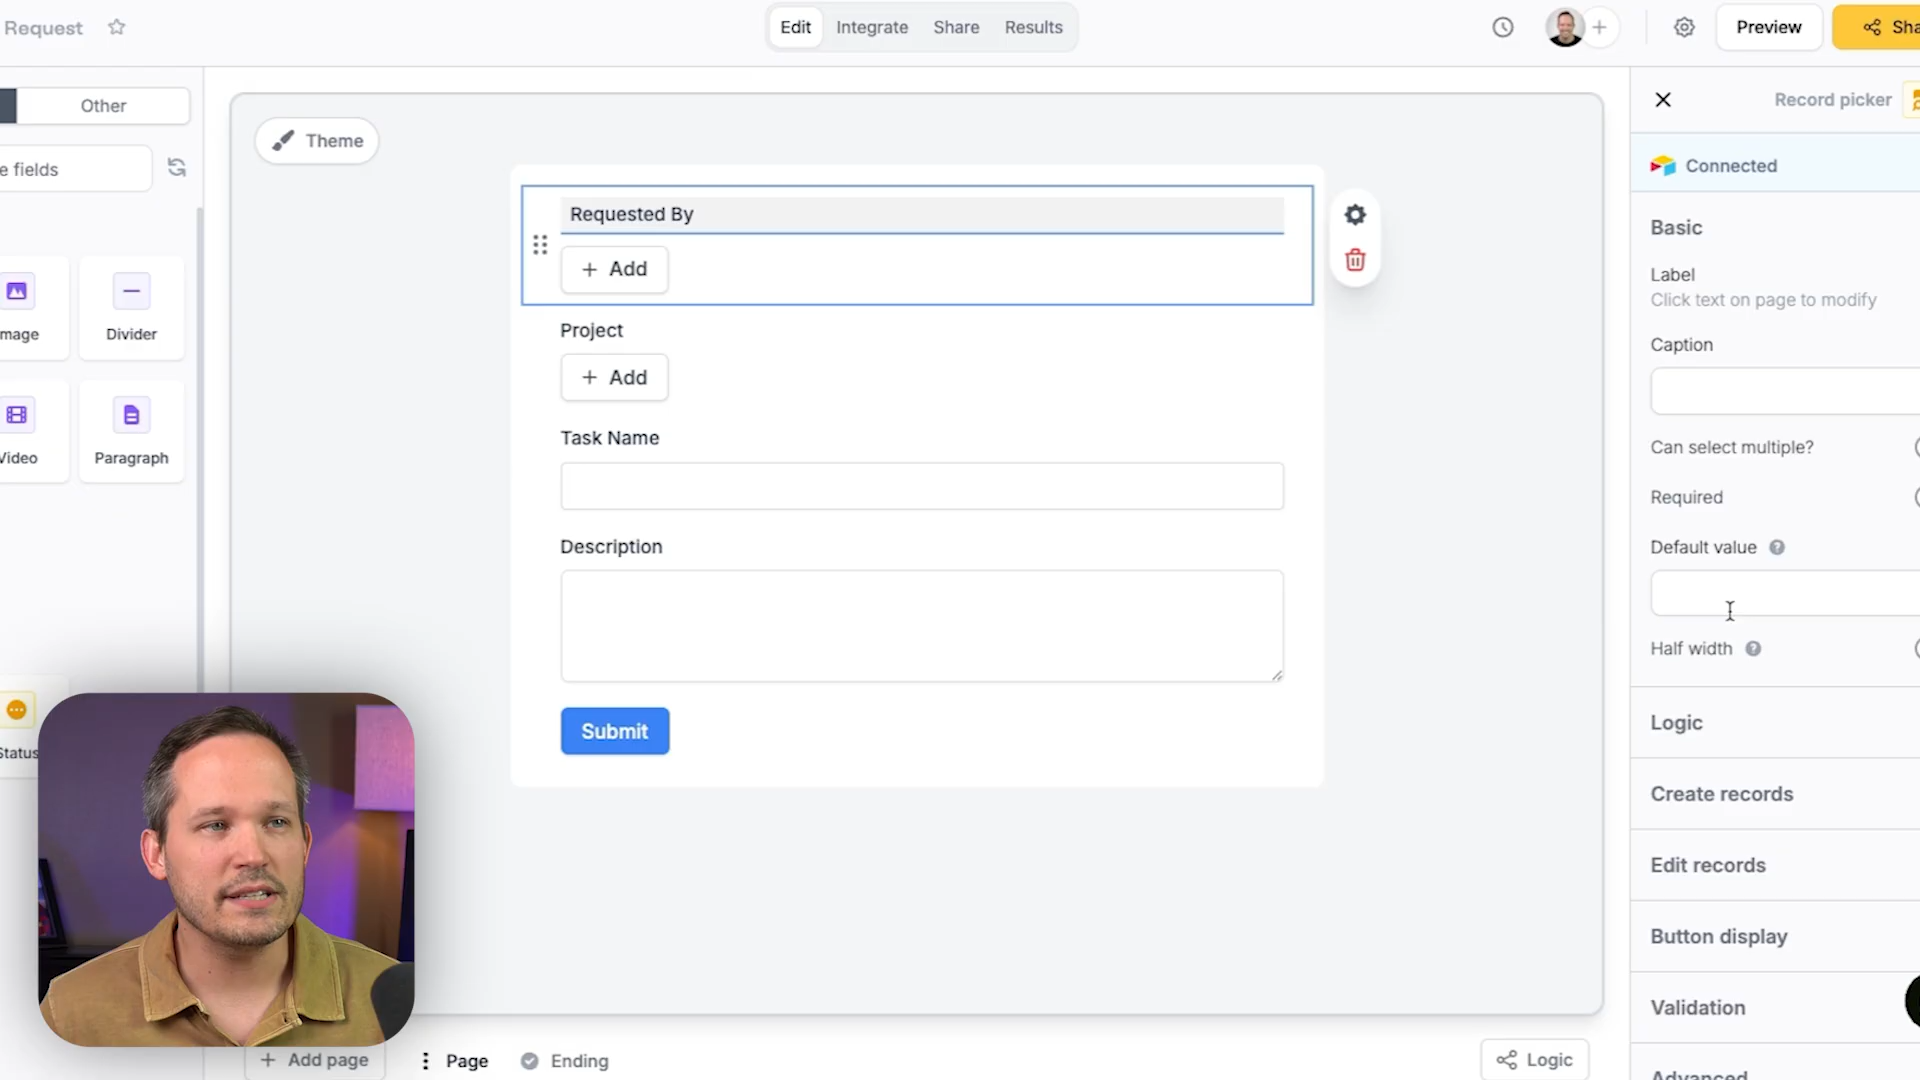 Request
Edit
Integrate
Share
Results
Preview
Sha
Other
e fields
mage
Divider
Video
Paragraph
Status
Theme
Requested By
+ Add
Project
+ Add
Task Name
Description
Submit
+ Add page
Page
Ending
Logic
Record picker
Connected
Basic
Label
Click text on page to modify
Caption
Can select multiple?
Required
Default value
Half width
Logic
Create records
Edit records
Button display
Validation
Advanced